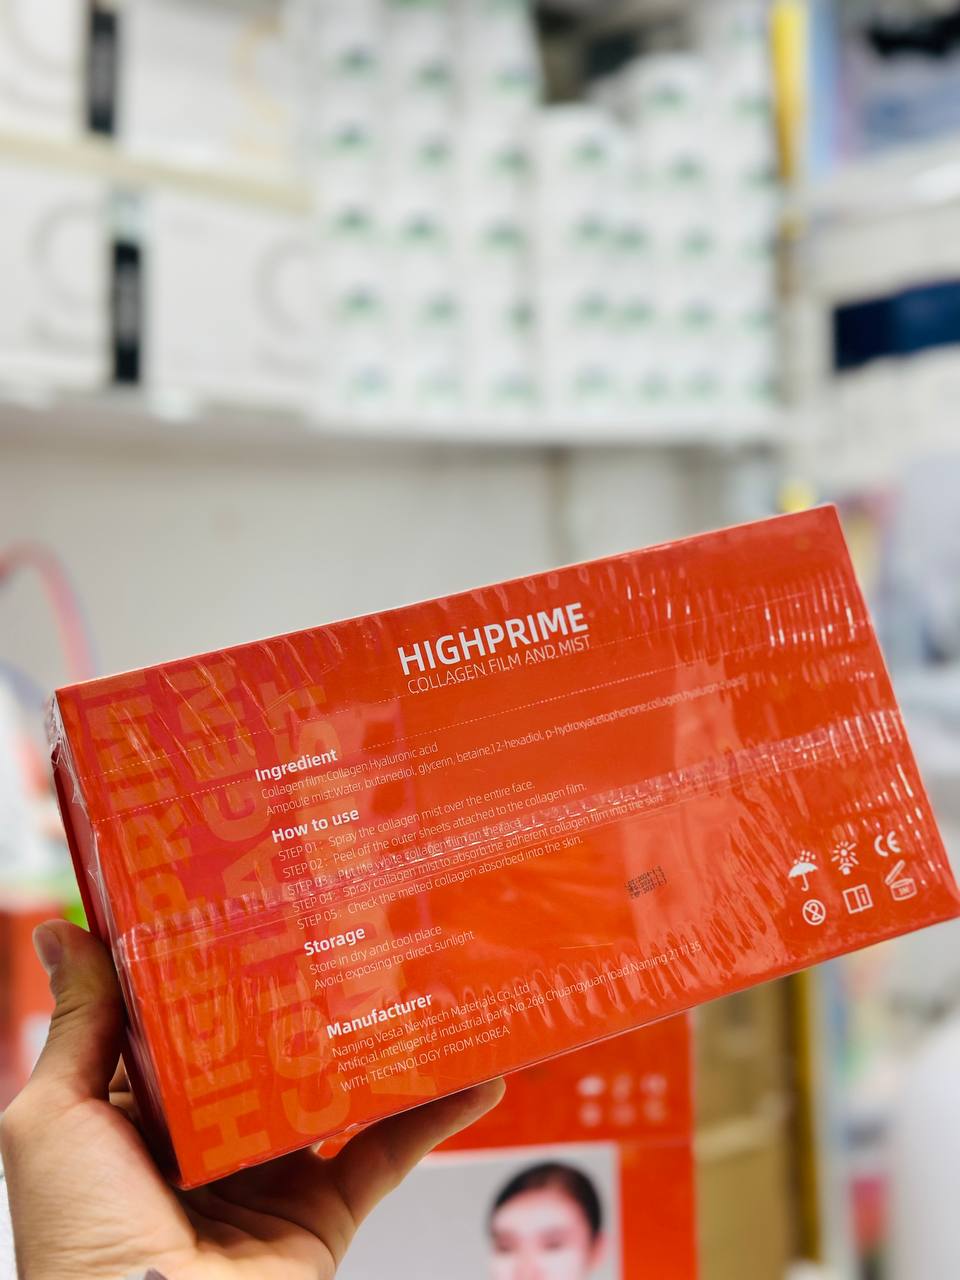 HIGHPRIME
COLLAGEN FILM AND MIST
Ingredient
Collagen film:Collagen,Hyaluronic acid
Ampoule mist:Water, butanediol, glycerin, betaine,12-hexadiol, p-hydroxyacetophenone,collagen,hyaluronic acid
How to use
STEP 01: Spray the collagen mist over the entire face.
STEP 02: Peel off the outer sheets attached to the collagen film.
STEP 03: Put the white collagen film on the face.
STEP 04: Spray collagen mist to absorb the adherent collagen film into the skin.
STEP 05: Check the melted collagen absorbed into the skin.
Storage
Store in dry and cool place
Avoid exposing to direct sunlight
Manufacturer
Nanjing Vesta Newtech Materials Co.,Ltd
Artificial intelligence industrial park No.266 Chuangyuan road,Nanjing 211135
WITH TECHNOLOGY FROM KOREA
CE
HIGHPRIME
COLLAGEN